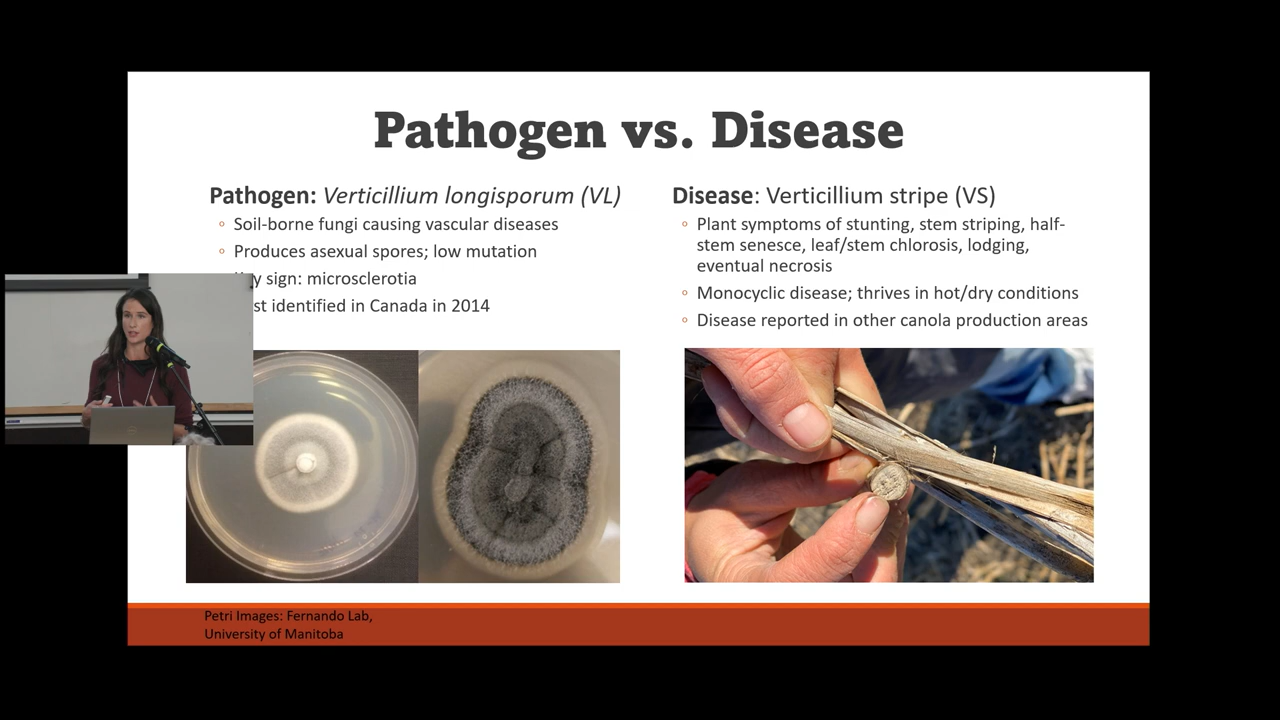 Pathogen vs. Disease
Pathogen: Verticillium longisporum (VL)
Soil-borne fungi causing vascular diseases
Produces asexual spores; low mutation
sign: microsclerotia
identified in Canada in 2014
Disease: Verticillium stripe (VS)
Plant symptoms of stunting, stem striping, half-
stem senesce, leaf/stem chlorosis, lodging,
eventual necrosis
Monocyclic disease; thrives in hot/dry conditions
Disease reported in other canola production areas
Petri Images: Fernando Lab,
University of Manitoba